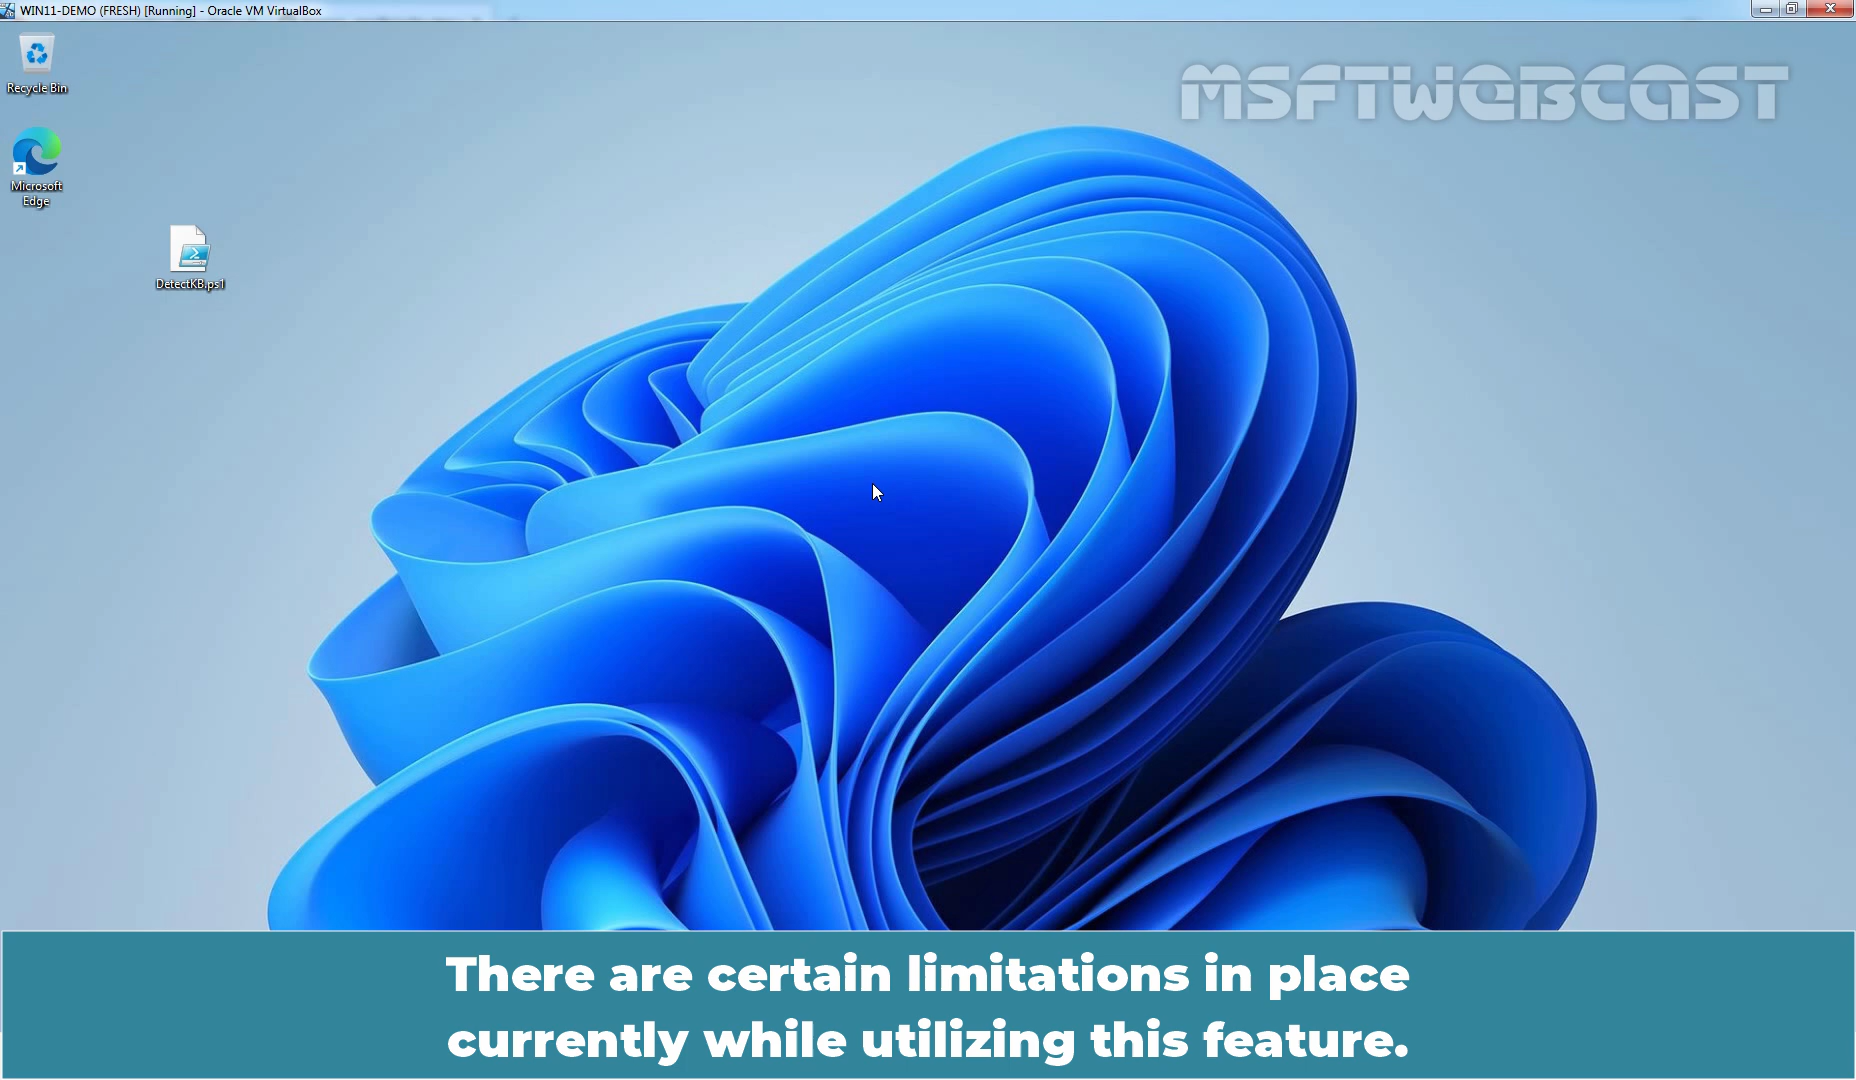 WIN11-DEMO (FRESH) [Running] - Oracle VM VirtualBox
Recycle Bin
MSFTWEBCAST
Microsoft
Edge
DetectKB.ps1
There are certain limitations in place
currently while utilizing this feature.